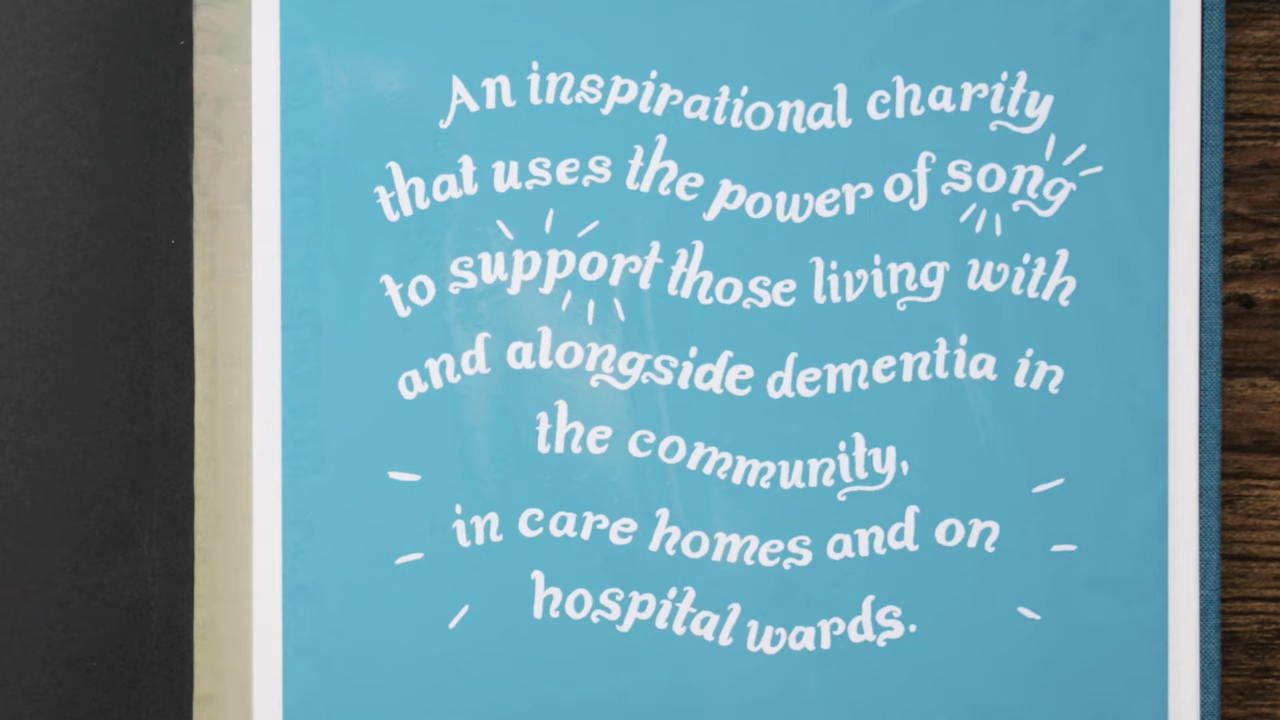 An inspirational charity
that uses the power of song
to support those living with
and alongside dementia in
the community,
in care homes and on
hospital wards.